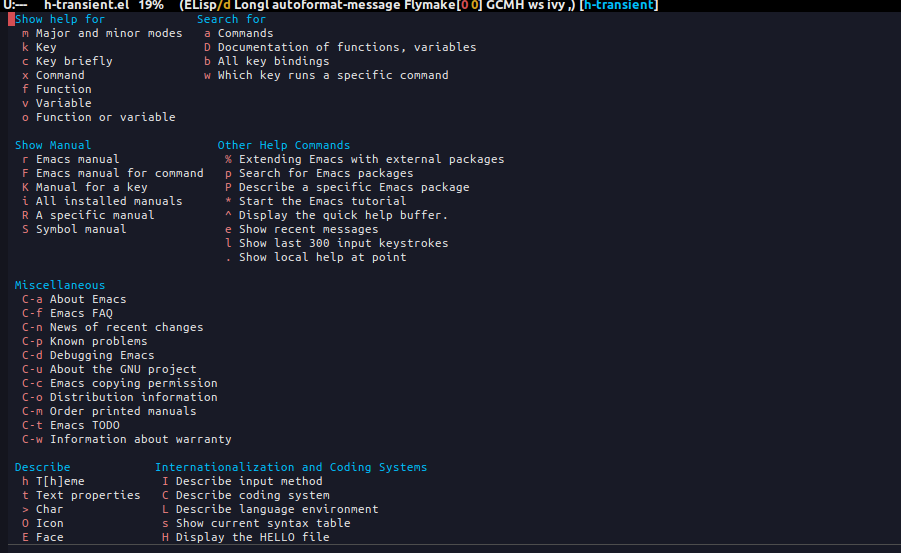 U:--- h-transient.el 19% (ELisp/d Longl autoformat-message Flymake[0 0] GCMH ws ivy ,) [h-transient]
Show help for Search for
m Major and minor modes a Commands
k Key D Documentation of functions, variables
c Key briefly b All key bindings
x Command w Which key runs a specific command
f Function
v Variable
o Function or variable
Show Manual Other Help Commands
r Emacs manual % Extending Emacs with external packages
F Emacs manual for command p Search for Emacs packages
K Manual for a key P Describe a specific Emacs package
i All installed manuals * Start the Emacs tutorial
R A specific manual ^ Display the quick help buffer.
S Symbol manual e Show recent messages
l Show last 300 input keystrokes
. Show local help at point
Miscellaneous
C-a About Emacs
C-f Emacs FAQ
C-n News of recent changes
C-p Known problems
C-d Debugging Emacs
C-u About the GNU project
C-c Emacs copying permission
C-o Distribution information
C-m Order printed manuals
C-t Emacs TODO
C-w Information about warranty
Describe Internationalization and Coding Systems
h T[h]eme I Describe input method
t Text properties C Describe coding system
> Char L Describe language environment
O Icon s Show current syntax table
E Face H Display the HELLO file